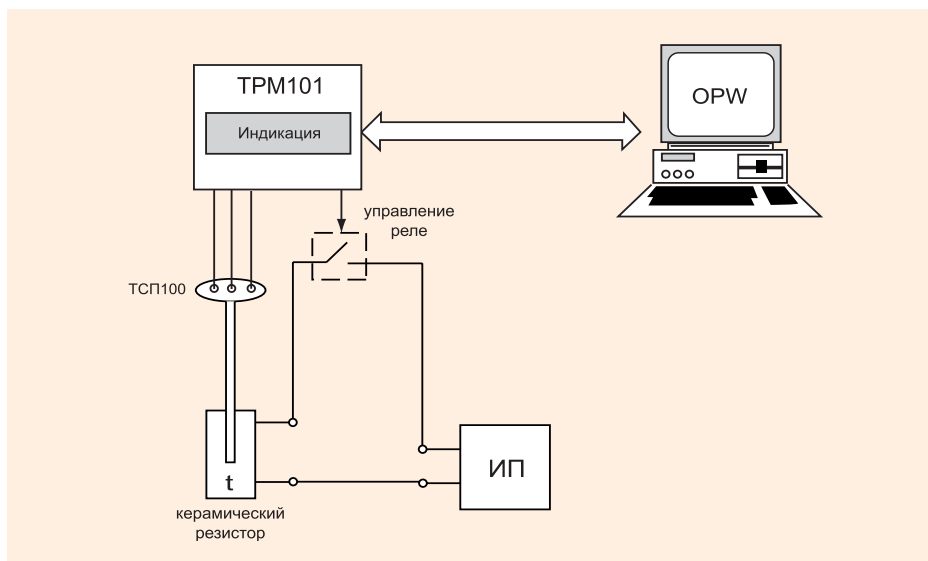 ТРМ101
Индикация
OPW
управление
реле
ТСП100
ИП
t
керамический
резистор